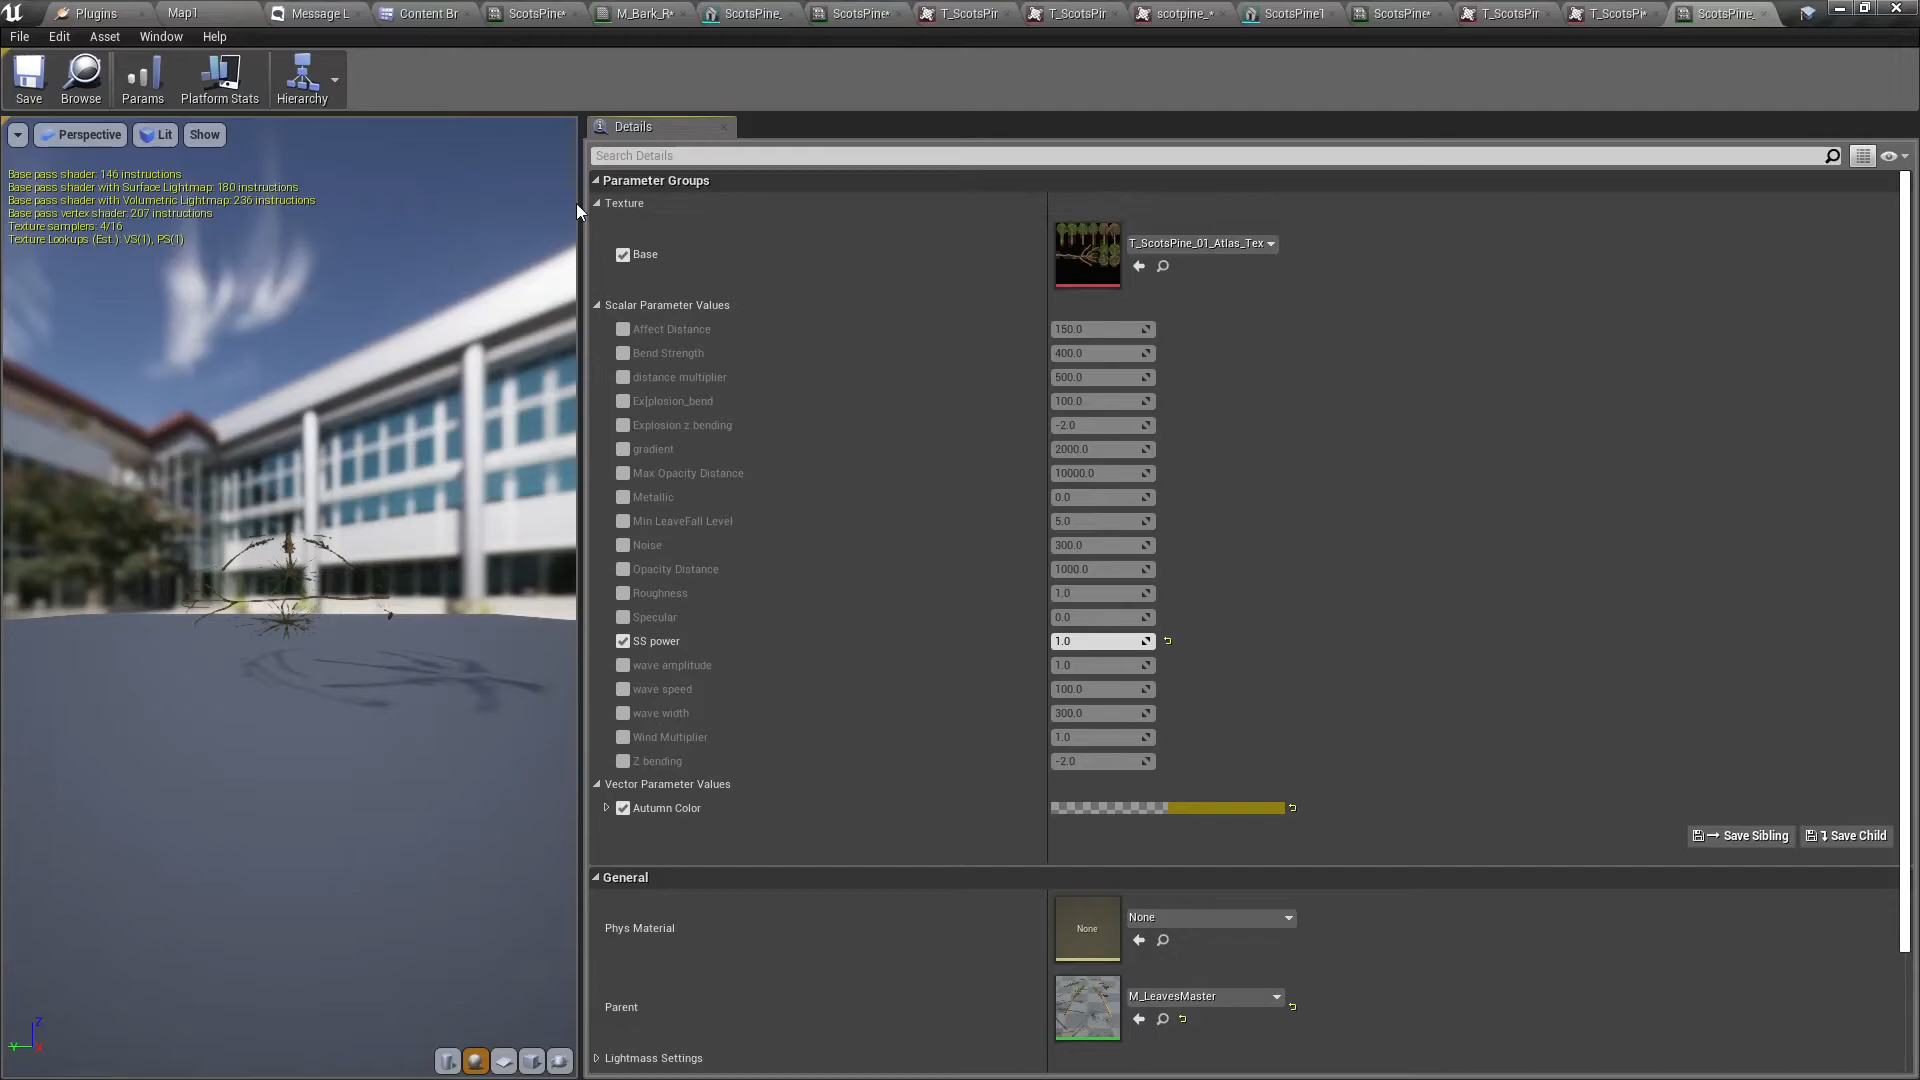 Plugins
Map1
Message L
Content Br
ScotsPine*
M_Bark_R*
ScotsPine_
ScotsPine*
T_ScotsPir
T_ScotsPir
scotpine_*
ScotsPine1
ScotsPine*
T_ScotsPir
T_ScotsPi*
ScotsPine_
File Edit Asset Window Help
Save Browse Params Platform Stats Hierarchy
Perspective Lit Show
Base pass shader: 146 instructions
Base pass shader with Surface Lightmap: 180 instructions
Base pass shader with Volumetric Lightmap: 236 instructions
Base pass vertex shader: 207 instructions
Texture samplers: 4/16
Texture Lookups (Est.): VS(1), PS(1)
Details
Search Details
Parameter Groups
Texture
Base T_ScotsPine_01_Atlas_Tex
Scalar Parameter Values
Affect Distance 150.0
Bend Strength 400.0
distance multiplier 500.0
Ex|plosion_bend 100.0
Explosion z bending -2.0
gradient 2000.0
Max Opacity Distance 10000.0
Metallic 0.0
Min LeaveFall Level 5.0
Noise 300.0
Opacity Distance 1000.0
Roughness 1.0
Specular 0.0
SS power 1.0
wave amplitude 1.0
wave speed 100.0
wave width 300.0
Wind Multiplier 1.0
Z bending -2.0
Vector Parameter Values
Autumn Color
Save Sibling Save Child
General
Phys Material None None
Parent M_LeavesMaster
Lightmass Settings
Z
Y X